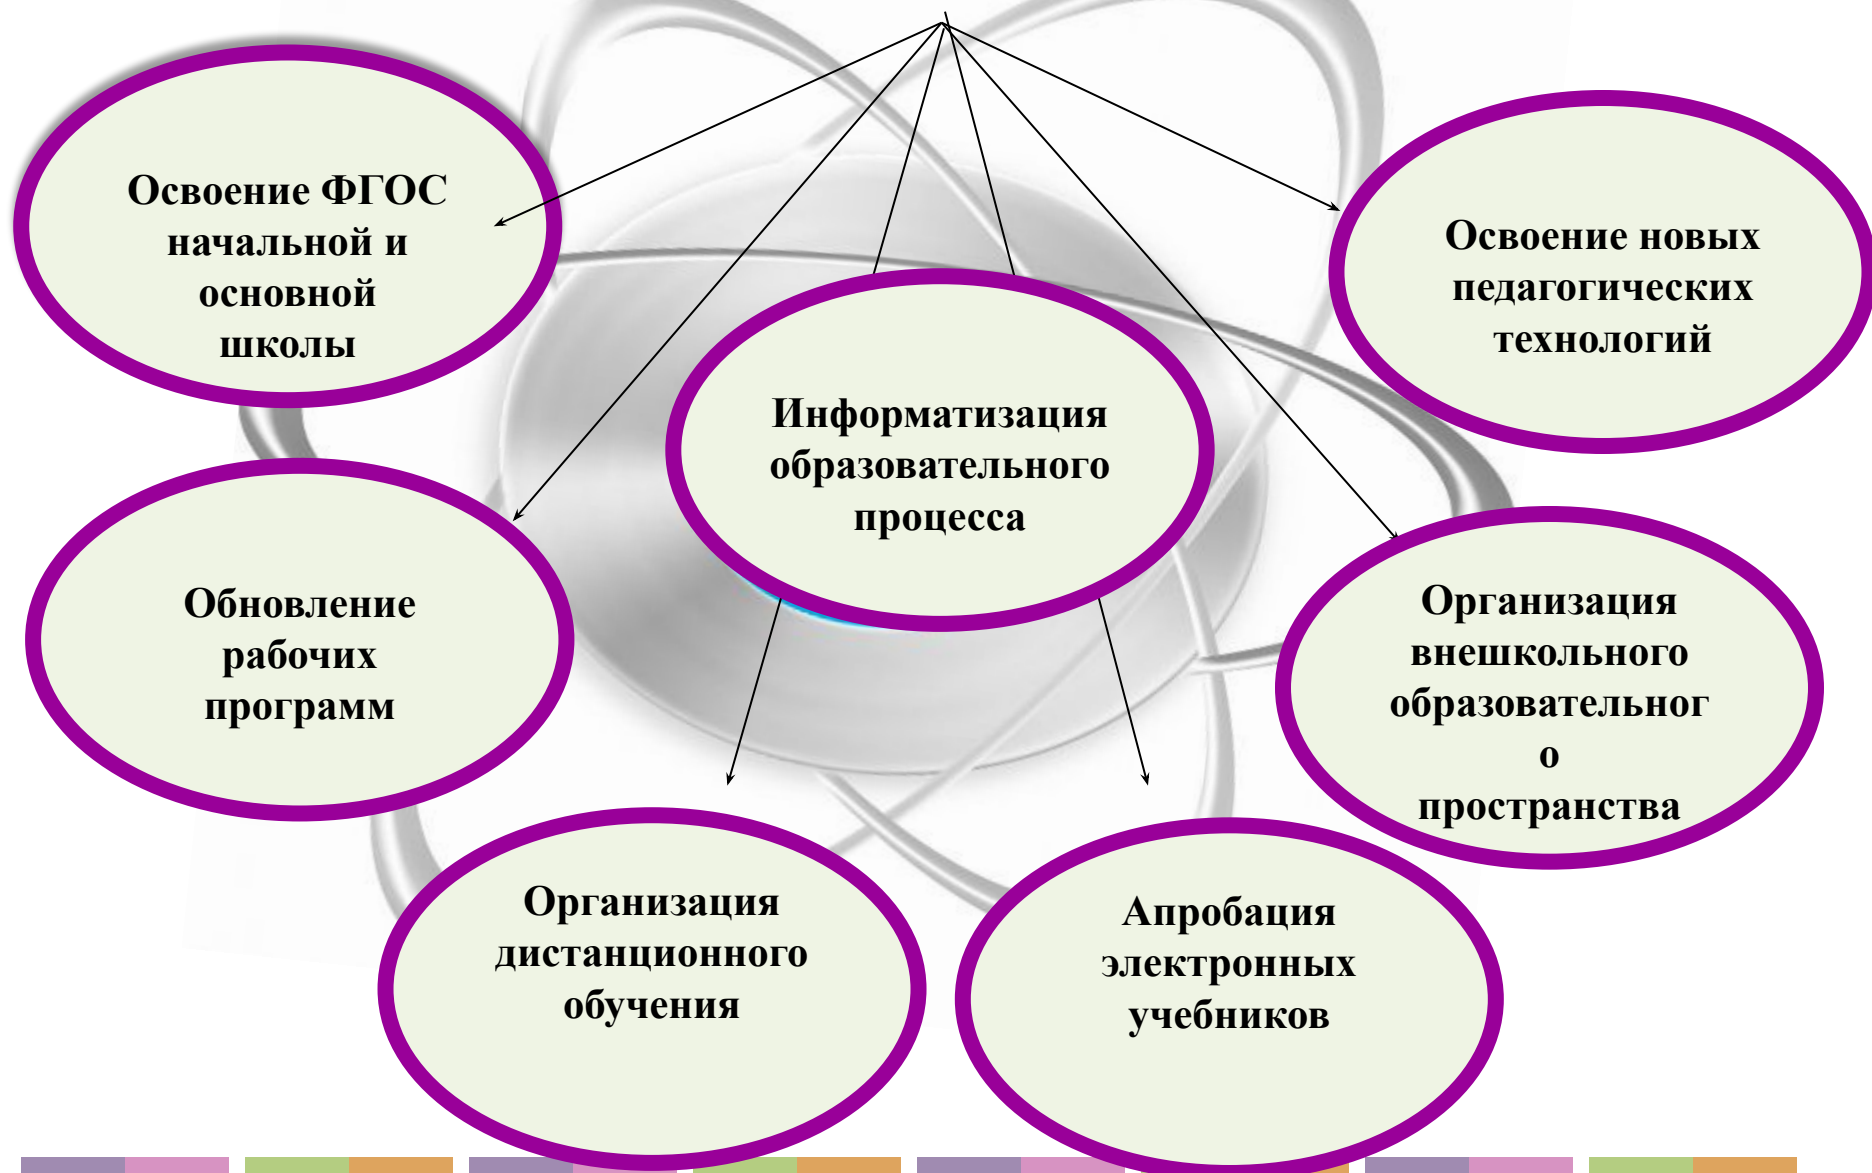 Освоение ФГОС
начальной и
основной
школы
Освоение новых
педагогических
технологий
Информатизация
образовательного
процесса
Обновление
рабочих
программ
Организация
внешкольного
образовательног
о
пространства
Организация
дистанционного
обучения
Апробация
электронных
учебников